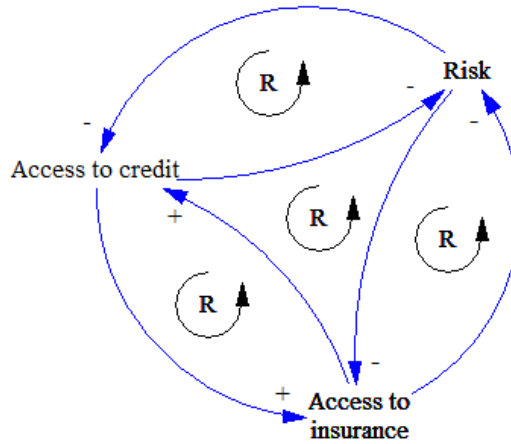 R
Risk
-
-
-
Access to credit
+
R
R
R
-
+
Access to
insurance